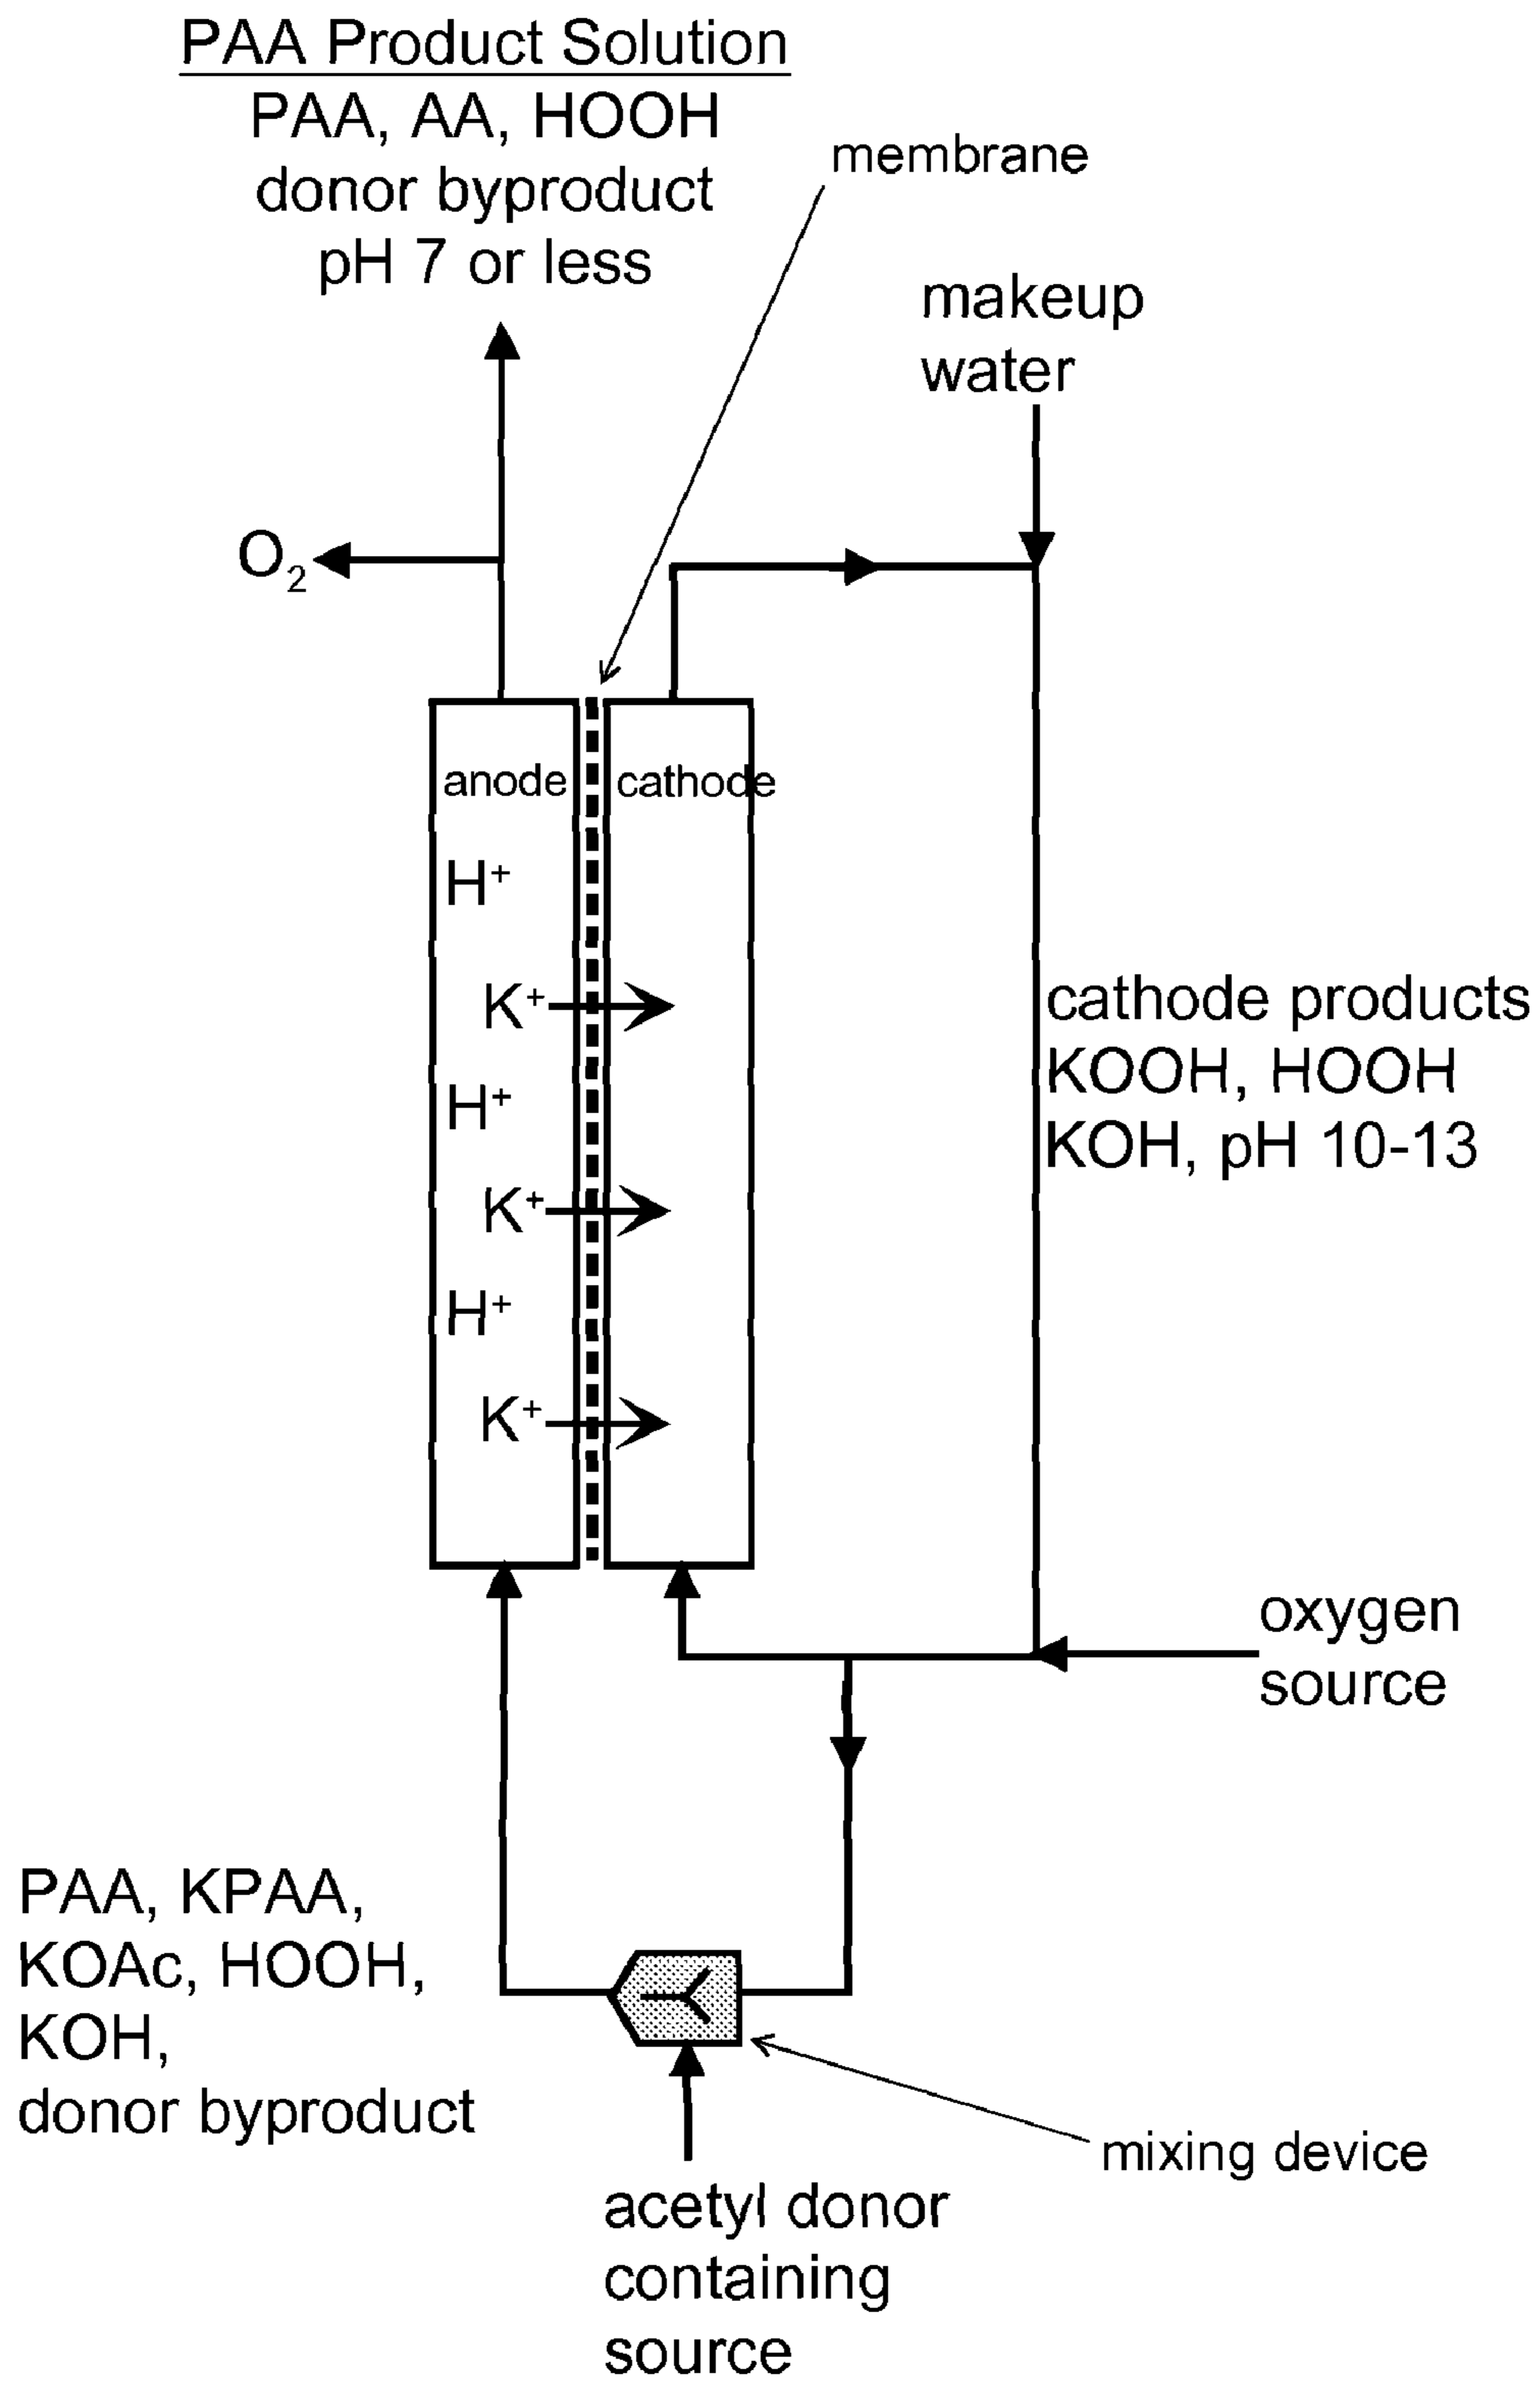 PAA Product Solution
PAA, AA, HOOH
donor byproduct
pH 7 or less
membrane
makeup
water
O₂
anode
cathode
H⁺
K⁺
H⁺
K⁺
H⁺
K⁺
cathode products
KOOH, HOOH
KOH, pH 10-13
oxygen
source
PAA, KPAA,
KOAc, HOOH,
KOH,
donor byproduct
mixing device
acetyl donor
containing
source